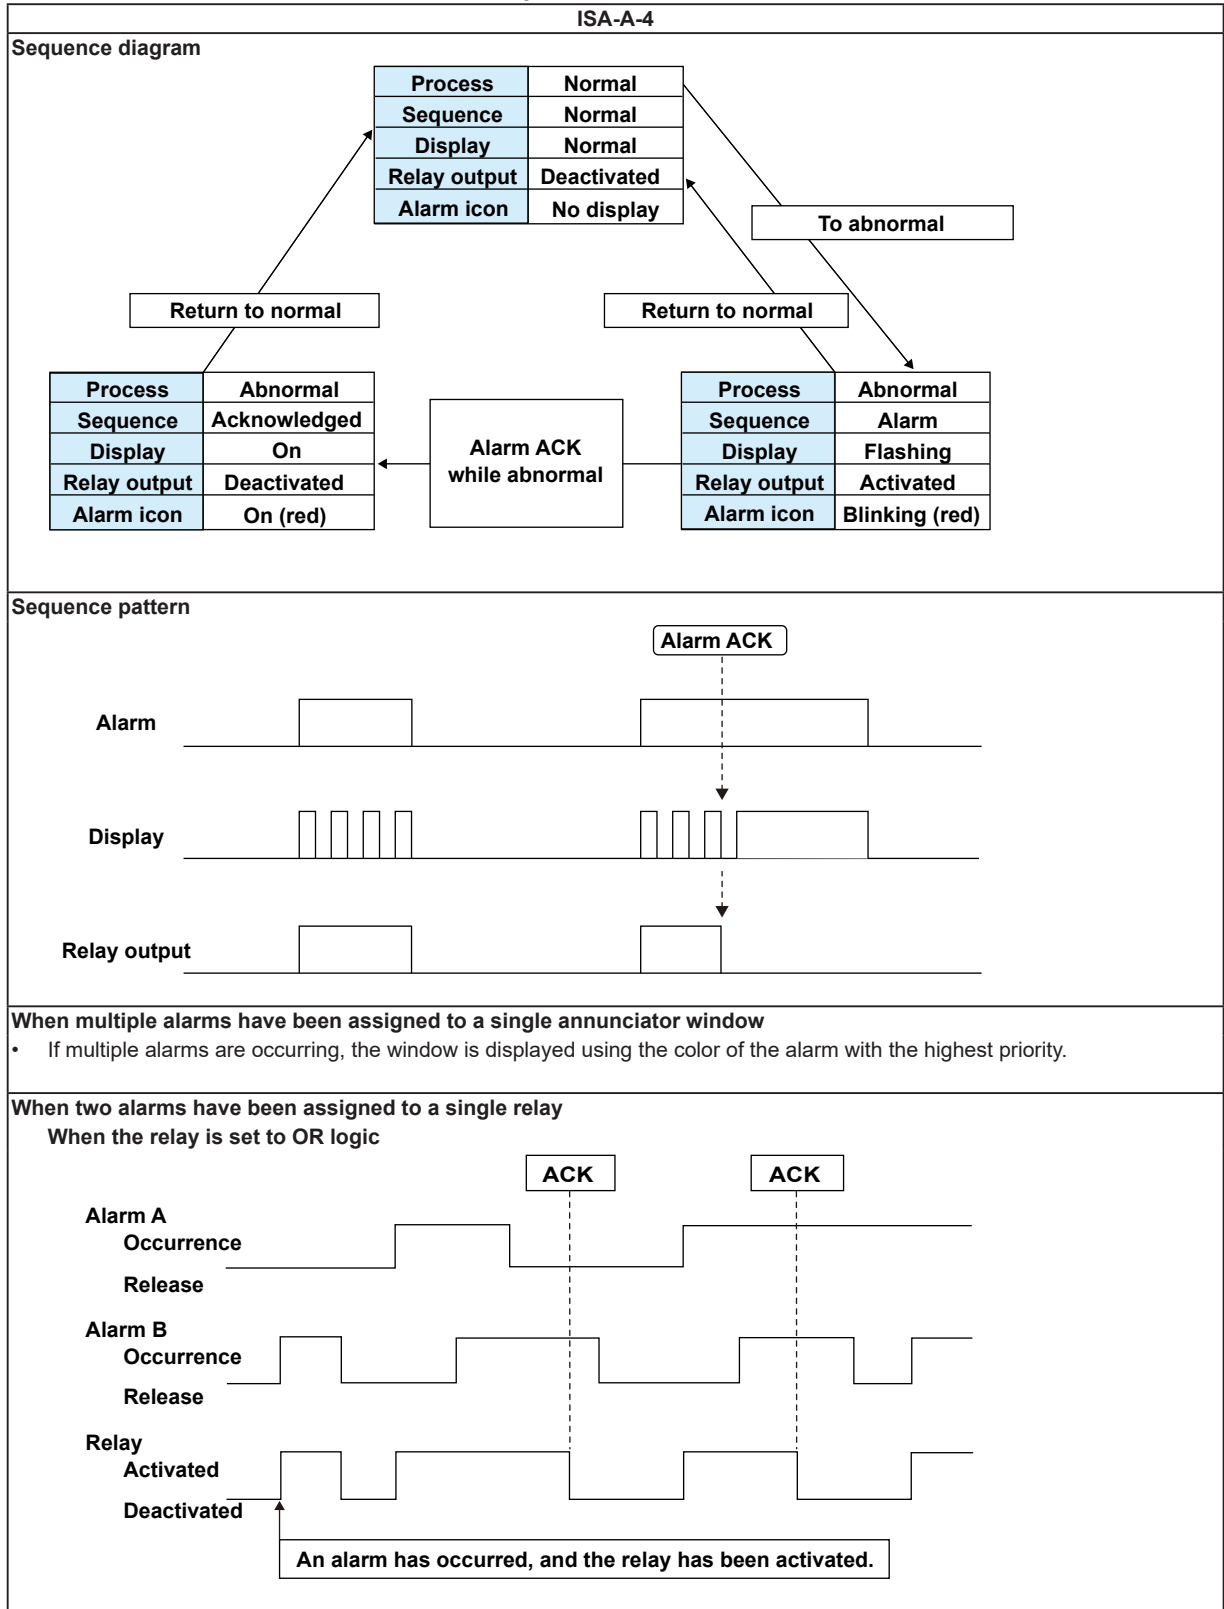 ISA-A-4
Sequence diagram
Process Normal
Sequence Normal
Display Normal
Relay output Deactivated
Alarm icon No display
To abnormal
Return to normal
Return to normal
Process Abnormal
Sequence Acknowledged
Display On
Relay output Deactivated
Alarm icon On (red)
Alarm ACK
while abnormal
Process Abnormal
Sequence Alarm
Display Flashing
Relay output Activated
Alarm icon Blinking (red)
Sequence pattern
Alarm ACK
Alarm
Display
Relay output
When multiple alarms have been assigned to a single annunciator window
• If multiple alarms are occurring, the window is displayed using the color of the alarm with the highest priority.
When two alarms have been assigned to a single relay
When the relay is set to OR logic
ACK ACK
Alarm A
Occurrence
Release
Alarm B
Occurrence
Release
Relay
Activated
Deactivated
An alarm has occurred, and the relay has been activated.